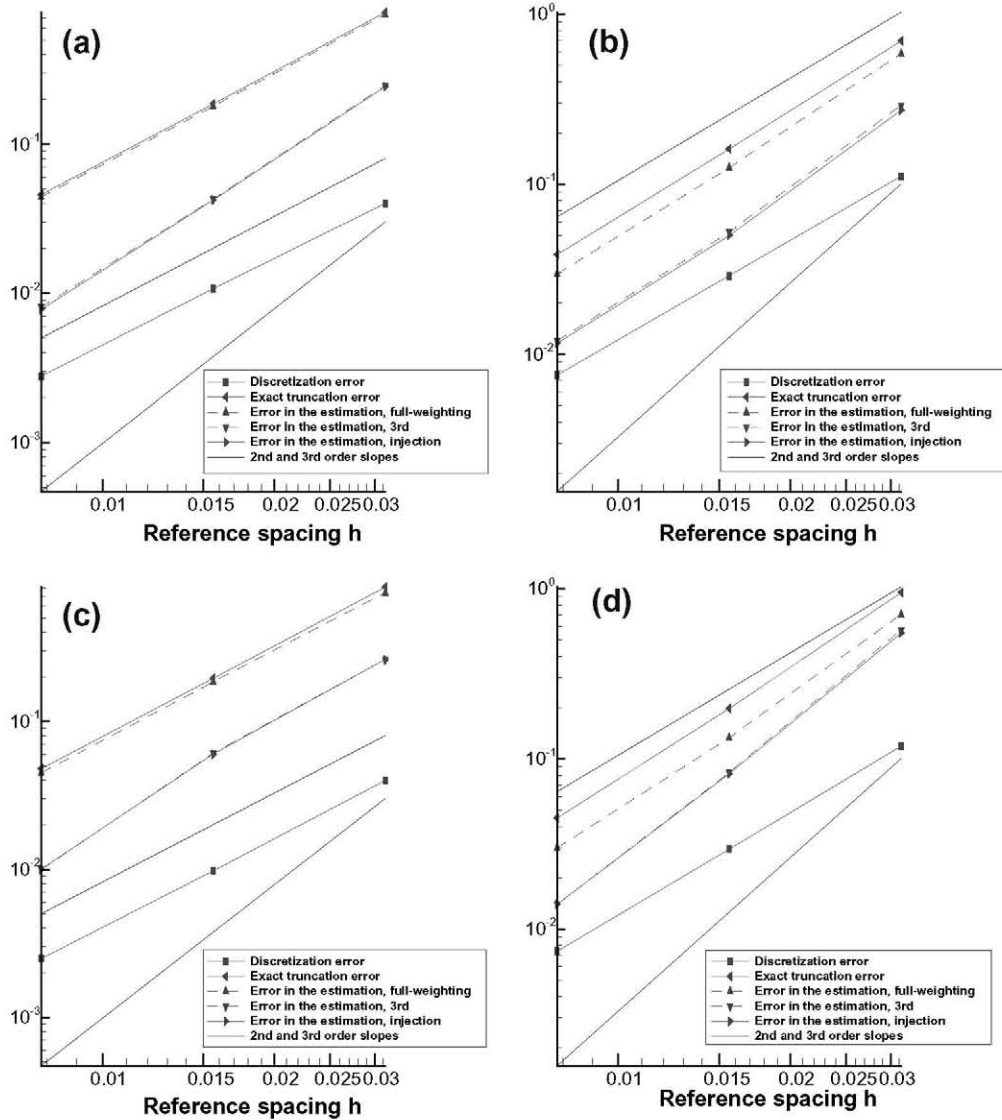 (a)
10^-1
10^-2
10^-3
Discretization error
Exact truncation error
Error in the estimation, full-weighting
Error in the estimation, 3rd
Error in the estimation, injection
2nd and 3rd order slopes
0.01 0.015 0.02 0.025 0.03
Reference spacing h
(b)
10^0
10^-1
10^-2
Discretization error
Exact truncation error
Error in the estimation, full-weighting
Error in the estimation, 3rd
Error in the estimation, injection
2nd and 3rd order slopes
0.01 0.015 0.02 0.025 0.03
Reference spacing h
(c)
10^-1
10^-2
10^-3
Discretization error
Exact truncation error
Error in the estimation, full-weighting
Error in the estimation, 3rd
Error in the estimation, injection
2nd and 3rd order slopes
0.01 0.015 0.02 0.025 0.03
Reference spacing h
(d)
10^0
10^-1
10^-2
Discretization error
Exact truncation error
Error in the estimation, full-weighting
Error in the estimation, 3rd
Error in the estimation, injection
2nd and 3rd order slopes
0.01 0.015 0.02 0.025 0.03
Reference spacing h